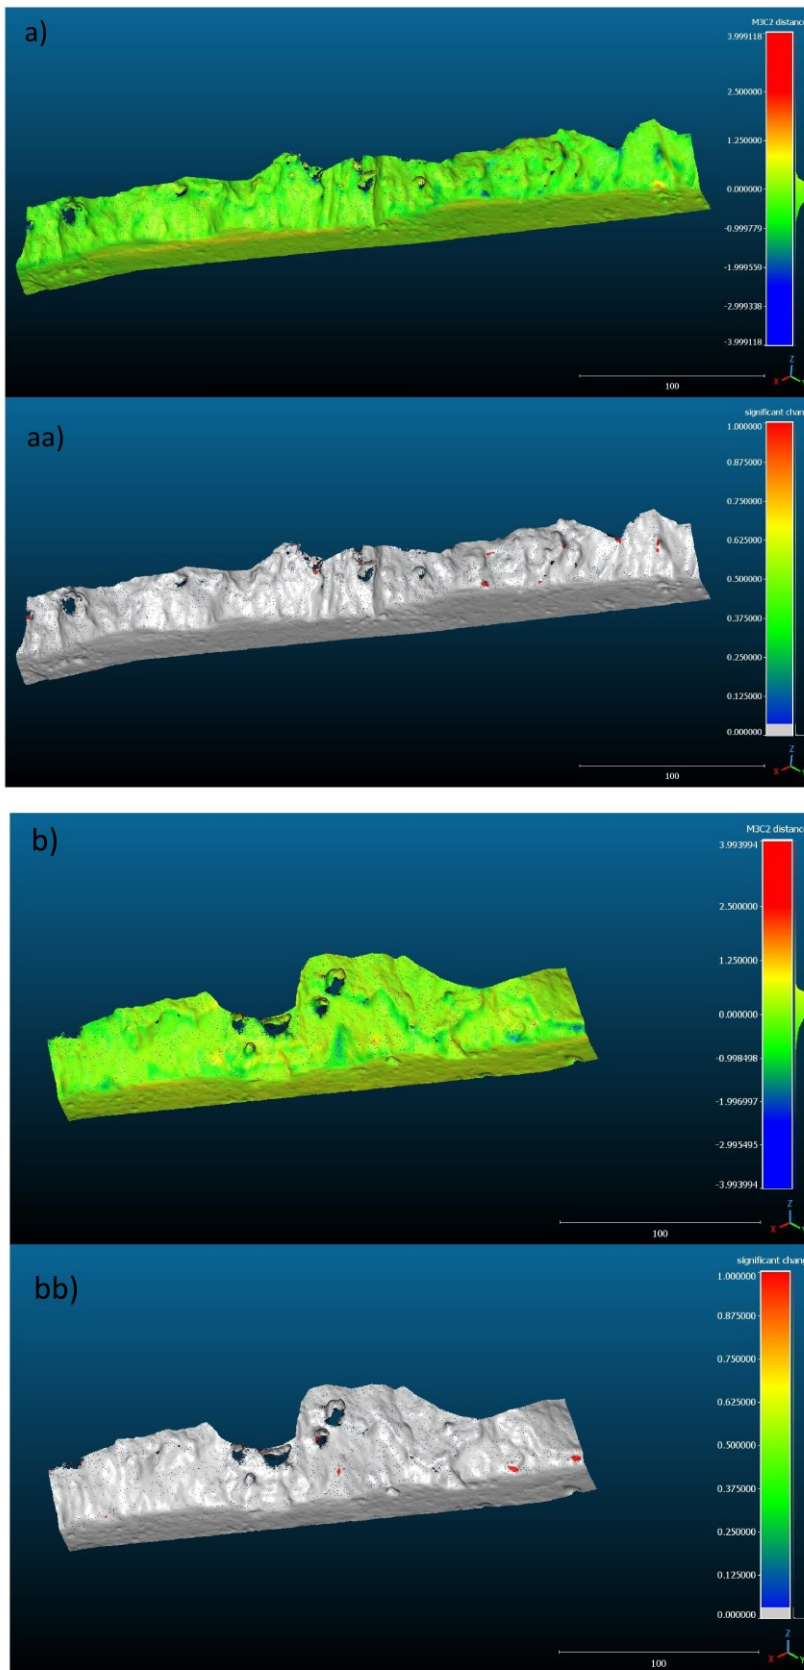 a)
M3C2 distance
3.999118
2.500000
1.250000
0.000000
-0.999779
-1.999559
-2.999338
-3.999118
100
Z
X
Y
aa)
significant chang
1.000000
0.875000
0.750000
0.625000
0.500000
0.375000
0.250000
0.125000
0.000000
100
Z
X
Y
b)
M3C2 distance
3.993994
2.500000
1.250000
0.000000
-0.998498
-1.996997
-2.995495
-3.993994
100
Z
X
Y
bb)
significant chang
1.000000
0.875000
0.750000
0.625000
0.500000
0.375000
0.250000
0.125000
0.000000
100
Z
X
Y